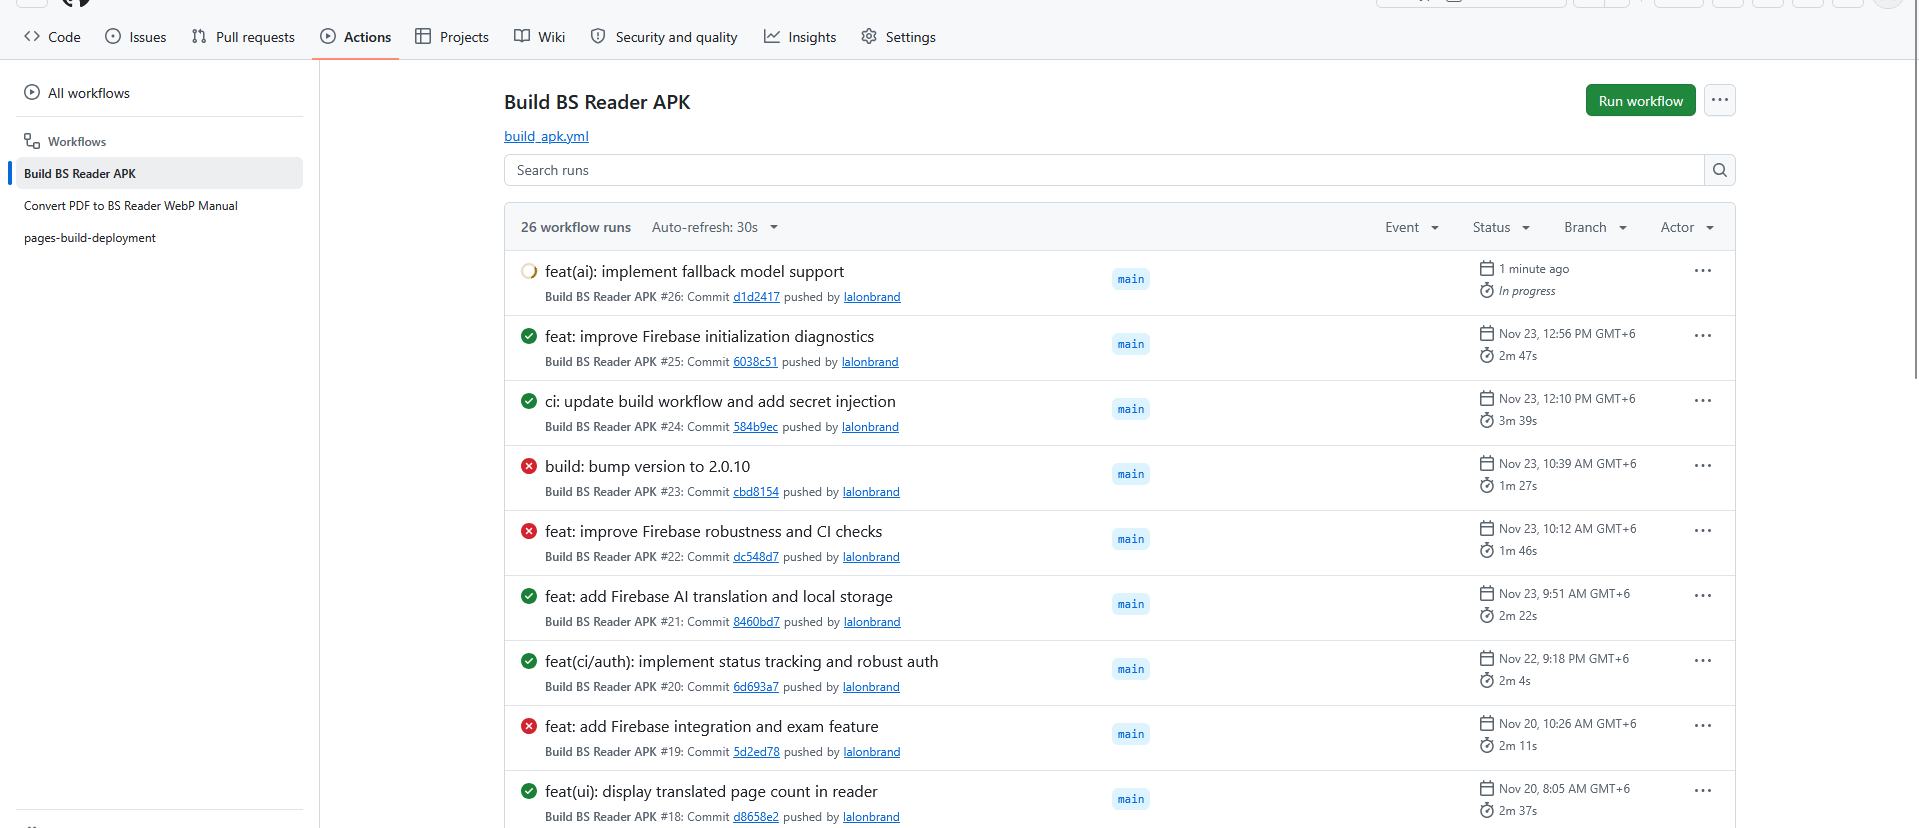 Code Issues Pull requests Actions Projects Wiki Security and quality Insights Settings
All workflows
Workflows
Build BS Reader APK
Convert PDF to BS Reader WebP Manual
pages-build-deployment
Build BS Reader APK
Run workflow
build_apk.yml
Search runs
26 workflow runs Auto-refresh: 30s Event Status Branch Actor
feat(ai): implement fallback model support
Build BS Reader APK #26: Commit d1d2417 pushed by lalonbrand
main
1 minute ago
In progress
feat: improve Firebase initialization diagnostics
Build BS Reader APK #25: Commit 6038c51 pushed by lalonbrand
main
Nov 23, 12:56 PM GMT+6
2m 47s
ci: update build workflow and add secret injection
Build BS Reader APK #24: Commit 584b9ec pushed by lalonbrand
main
Nov 23, 12:10 PM GMT+6
3m 39s
build: bump version to 2.0.10
Build BS Reader APK #23: Commit cbd8154 pushed by lalonbrand
main
Nov 23, 10:39 AM GMT+6
1m 27s
feat: improve Firebase robustness and CI checks
Build BS Reader APK #22: Commit dc548d7 pushed by lalonbrand
main
Nov 23, 10:12 AM GMT+6
1m 46s
feat: add Firebase AI translation and local storage
Build BS Reader APK #21: Commit 8460bd7 pushed by lalonbrand
main
Nov 23, 9:51 AM GMT+6
2m 22s
feat(ci/auth): implement status tracking and robust auth
Build BS Reader APK #20: Commit 6d693a7 pushed by lalonbrand
main
Nov 22, 9:18 PM GMT+6
2m 4s
feat: add Firebase integration and exam feature
Build BS Reader APK #19: Commit 5d2ed78 pushed by lalonbrand
main
Nov 20, 10:26 AM GMT+6
2m 11s
feat(ui): display translated page count in reader
Build BS Reader APK #18: Commit d8658e2 pushed by lalonbrand
main
Nov 20, 8:05 AM GMT+6
2m 37s